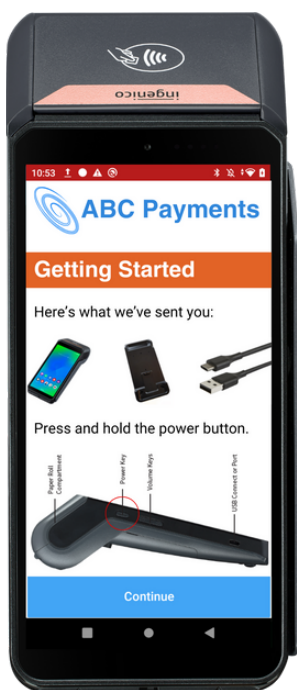 ingenico
10:53
ABC Payments
Getting Started
Here's what we've sent you:
Press and hold the power button.
Paper Roll
Compartment
Power Key
Volume Keys
USB Connect or Port
Continue